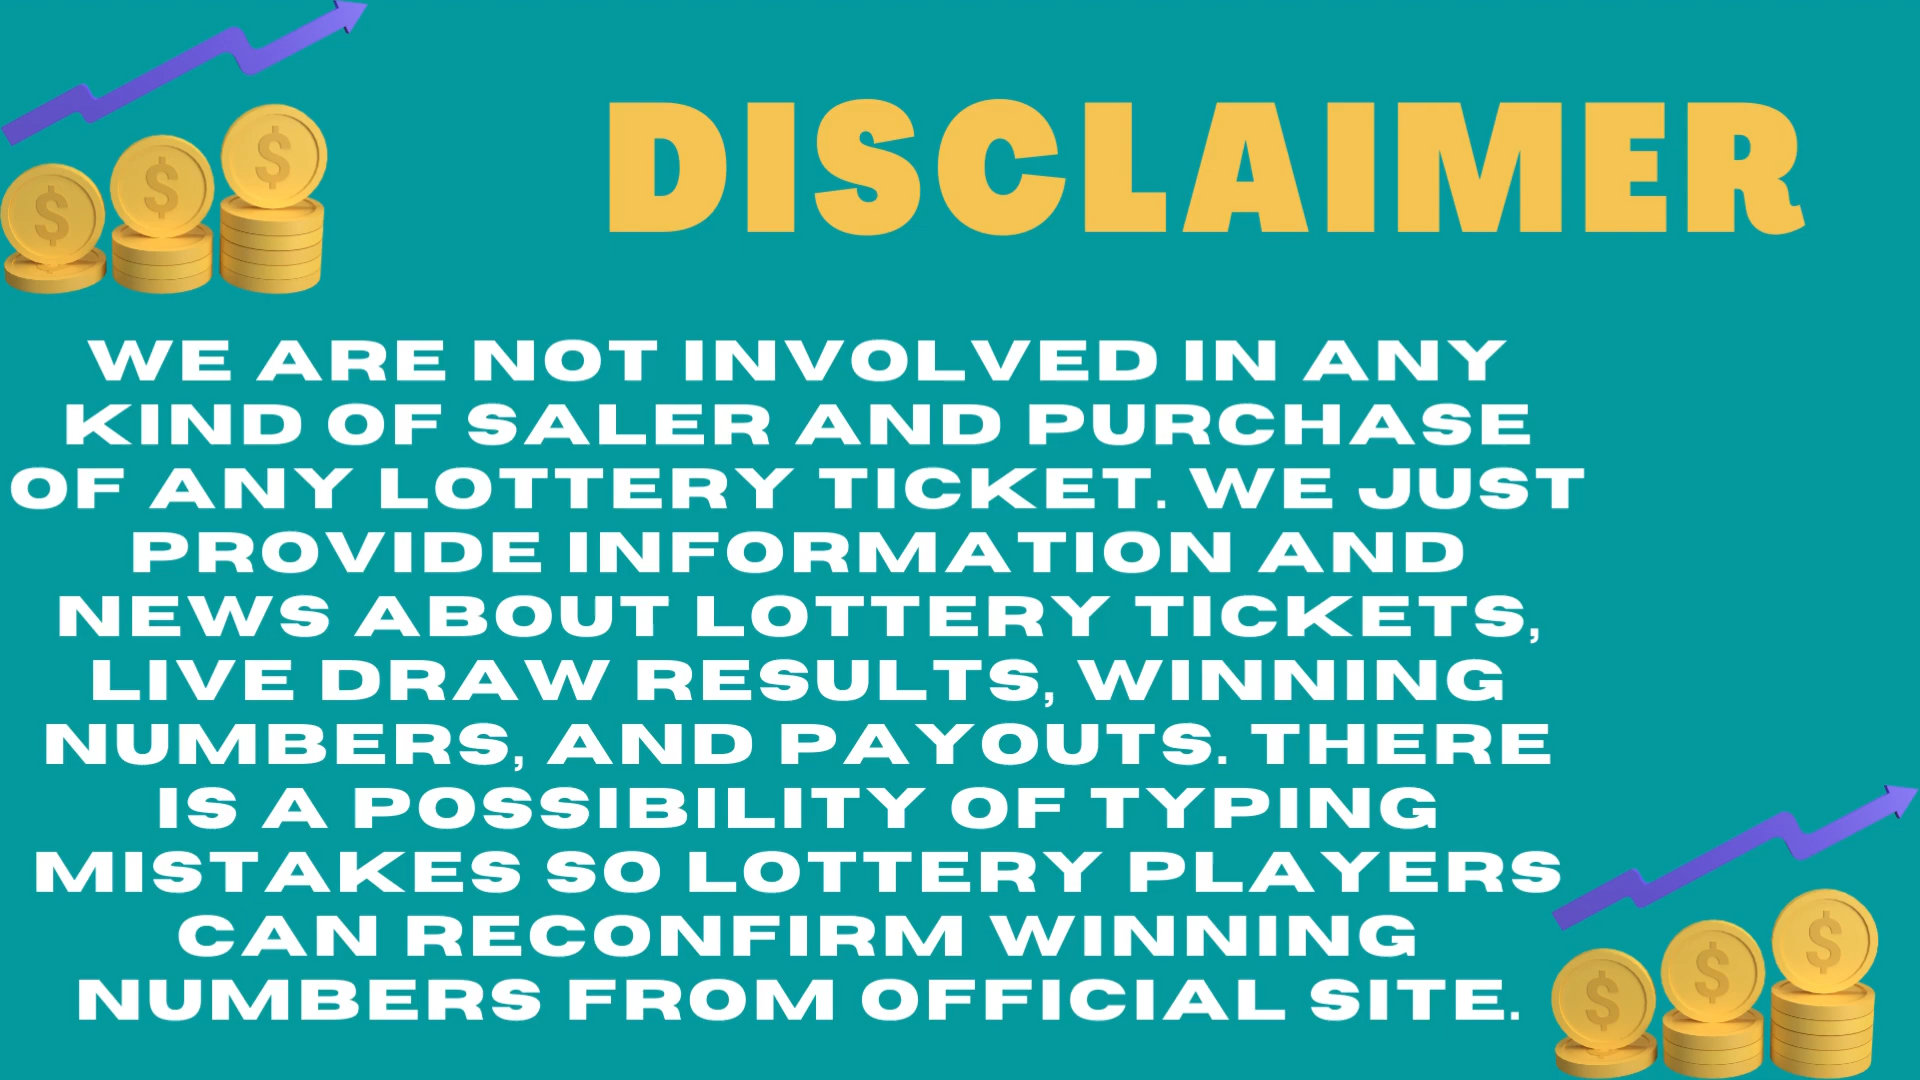 DISCLAIMER
WE ARE NOT INVOLVED IN ANY
KIND OF SALER AND PURCHASE
OF ANY LOTTERY TICKET. WE JUST
PROVIDE INFORMATION AND
NEWS ABOUT LOTTERY TICKETS,
LIVE DRAW RESULTS, WINNING
NUMBERS, AND PAYOUTS. THERE
IS A POSSIBILITY OF TYPING
MISTAKES SO LOTTERY PLAYERS
CAN RECONFIRM WINNING
NUMBERS FROM OFFICIAL SITE.
$ $ $
$ $ $